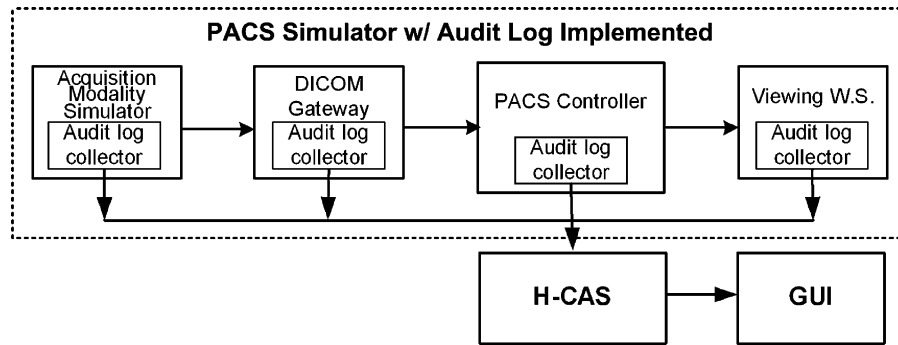 PACS Simulator w/ Audit Log Implemented
Acquisition
Modality
Simulator
Audit log
collector
DICOM
Gateway
Audit log
collector
PACS Controller
Audit log
collector
Viewing W.S.
Audit log
collector
H-CAS
GUI